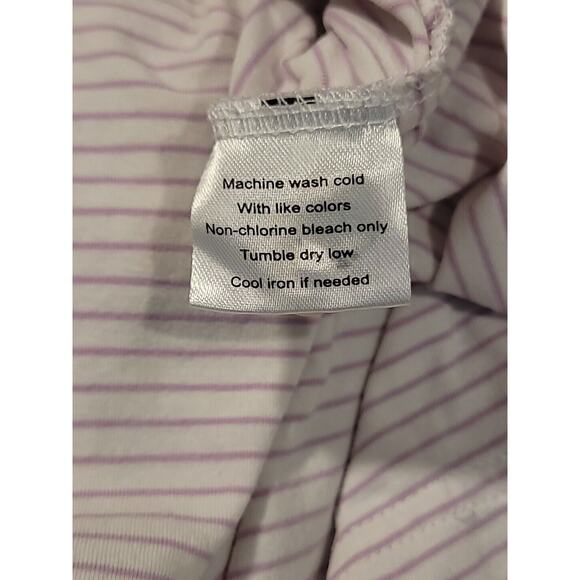 Machine wash cold
With like colors
Non-chlorine bleach only
Tumble dry low
Cool iron if needed